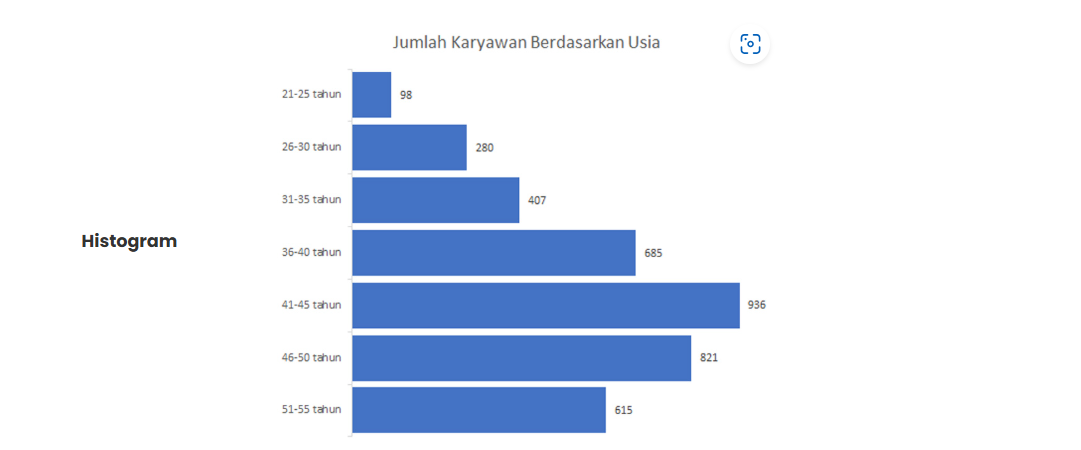 Jumlah Karyawan Berdasarkan Usia
21-25 tahun 98
26-30 tahun 280
31-35 tahun 407
Histogram
36-40 tahun 685
41-45 tahun 936
46-50 tahun 821
51-55 tahun 615